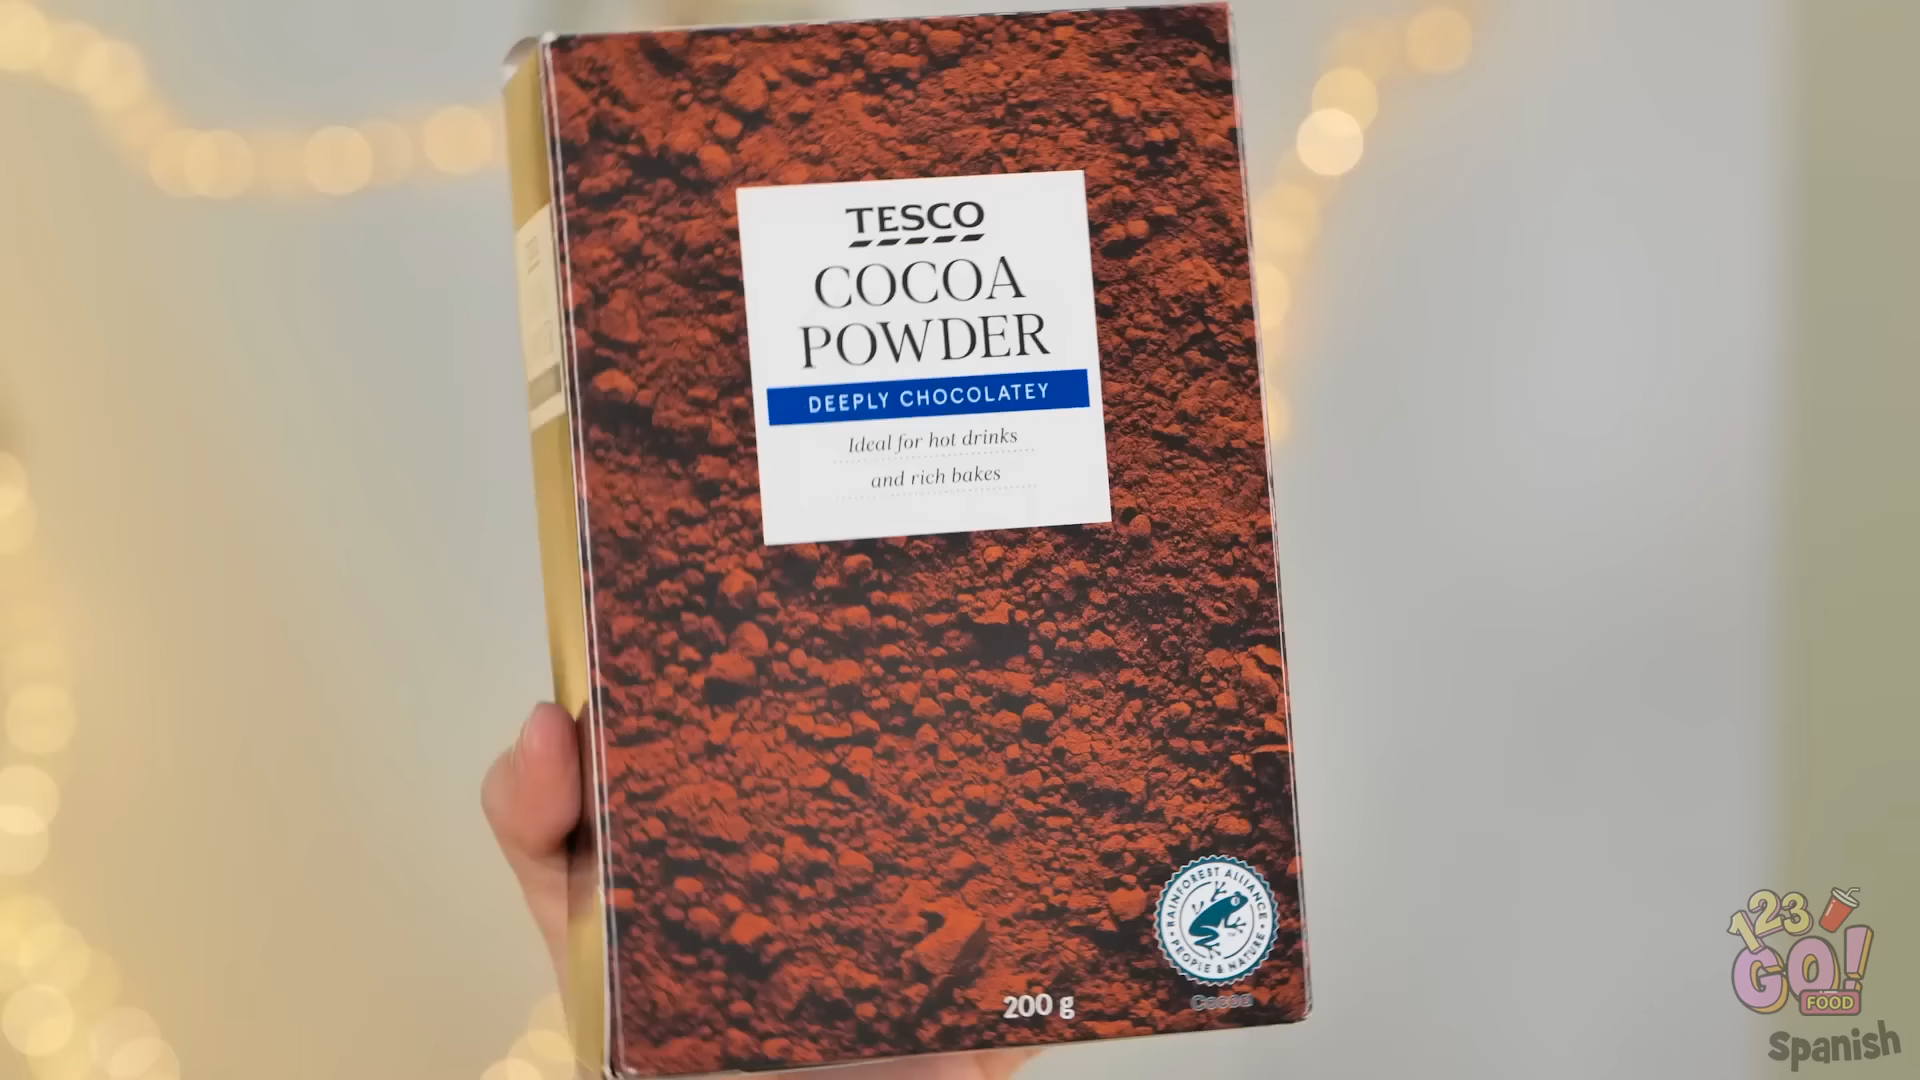 TESCO
COCOA
POWDER
DEEPLY CHOCOLATEY
Ideal for hot drinks
and rich bakes
RAINFOREST ALLIANCE
PEOPLE & NATURE
Cocoa
200 g
123
GO!
FOOD
Spanish